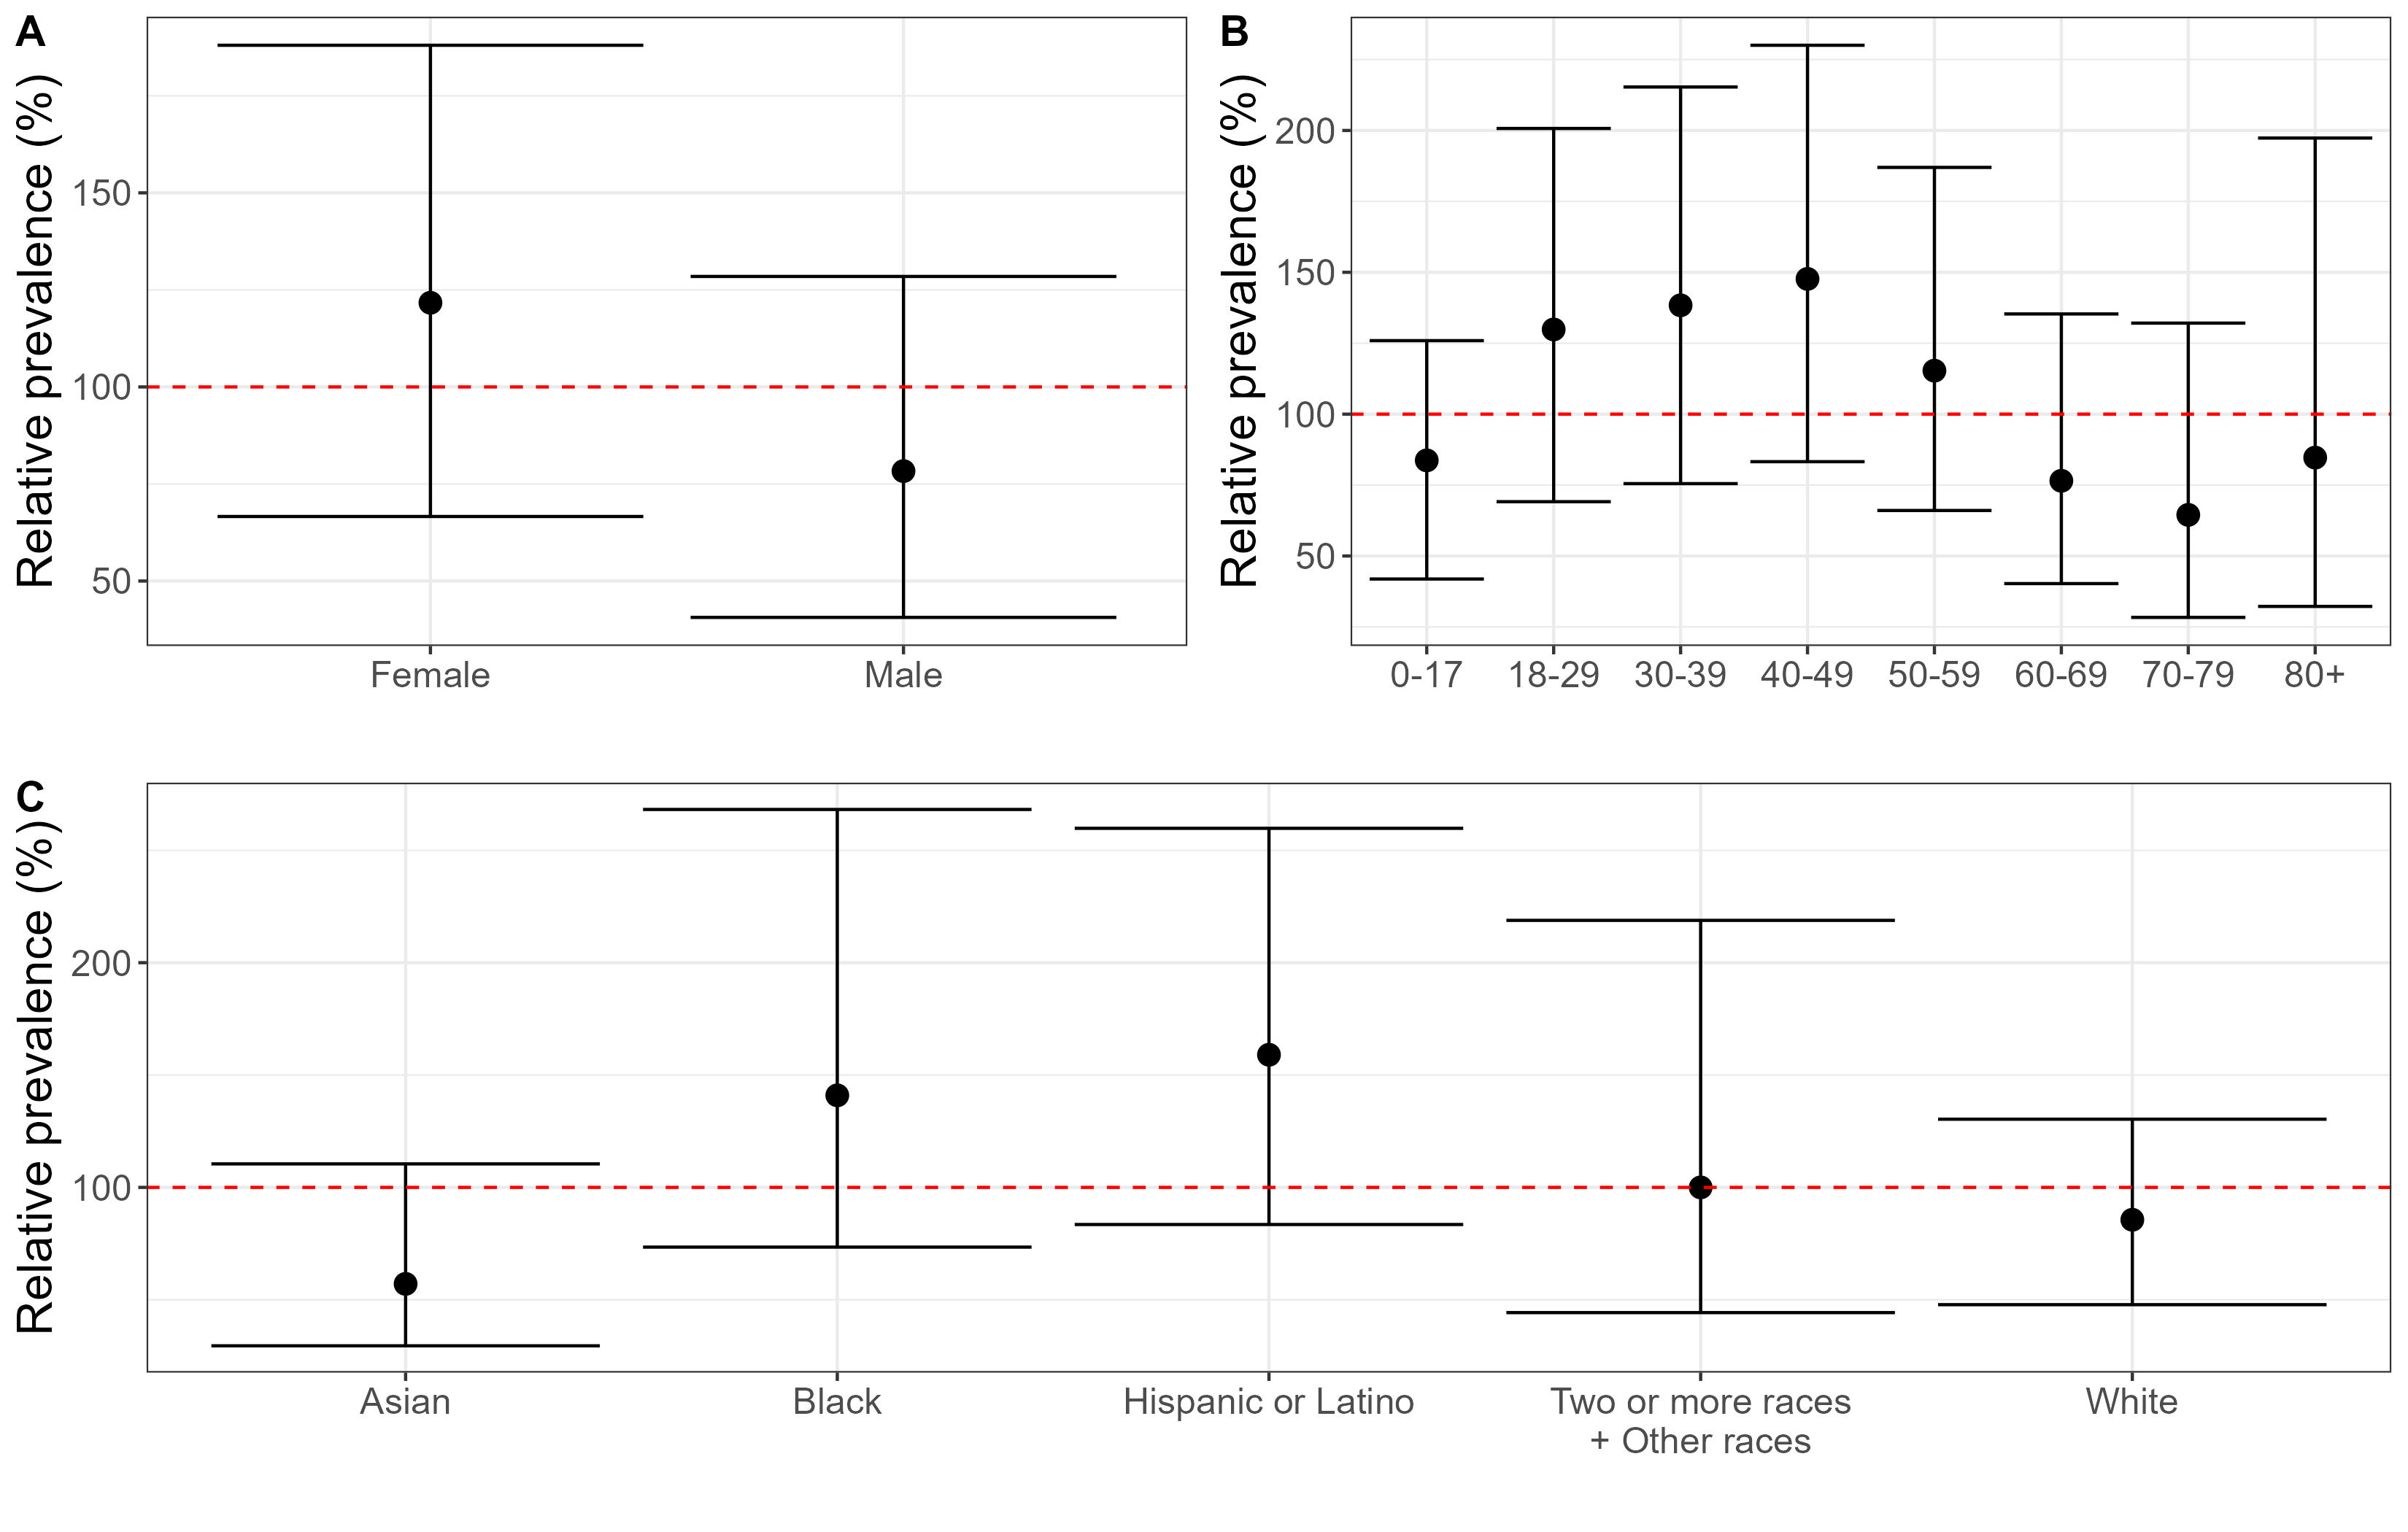 A
Relative prevalence (%)
150
100
50
Female Male
B
Relative prevalence (%)
200
150
100
50
0-17 18-29 30-39 40-49 50-59 60-69 70-79 80+
C
Relative prevalence (%)
200
100
Asian Black Hispanic or Latino Two or more races White
+ Other races